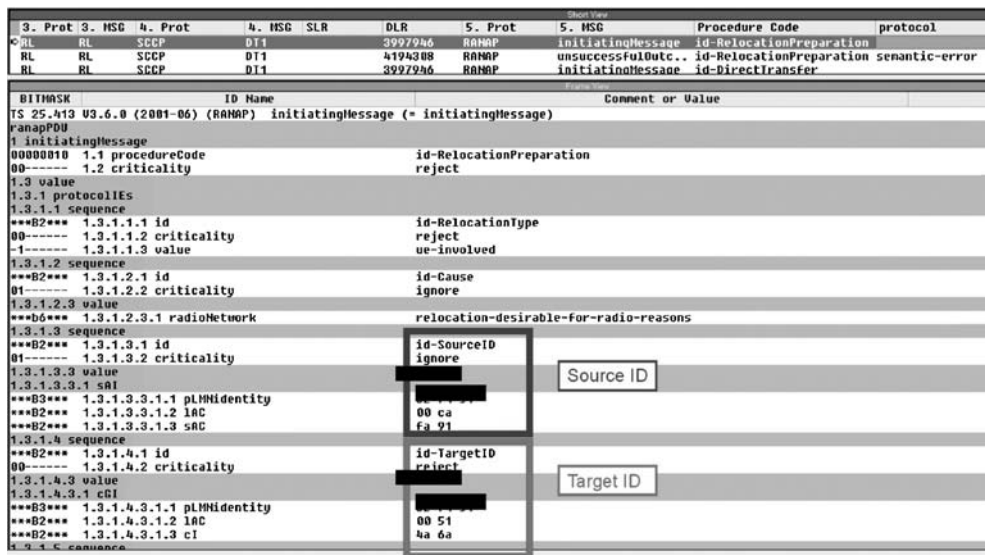 Short View
3. Prot 3. MSG 4. Prot 4. MSG SLR DLR 5. Prot 5. MSG Procedure Code protocol
RL RL SCCP DT1 3997946 RANAP initiatingMessage id-RelocationPreparation
RL RL SCCP DT1 4194308 RANAP unsuccessfulOutc.. id-RelocationPreparation semantic-error
RL RL SCCP DT1 3997946 RANAP initiatingMessage id-DirectTransfer
Frame View
BITMASK ID Name Comment or Value
TS 25.413 V3.6.0 (2001-06) (RANAP) initiatingMessage (= initiatingMessage)
ranapPDU
1 initiatingMessage
00000010 1.1 procedureCode id-RelocationPreparation
00------ 1.2 criticality reject
1.3 value
1.3.1 protocolIEs
1.3.1.1 sequence
***B2*** 1.3.1.1.1 id id-RelocationType
00------ 1.3.1.1.2 criticality reject
-1------ 1.3.1.1.3 value ue-involved
1.3.1.2 sequence
***B2*** 1.3.1.2.1 id id-Cause
01------ 1.3.1.2.2 criticality ignore
1.3.1.2.3 value
***b6*** 1.3.1.2.3.1 radioNetwork relocation-desirable-for-radio-reasons
1.3.1.3 sequence
***B2*** 1.3.1.3.1 id id-SourceID
01------ 1.3.1.3.2 criticality ignore
1.3.1.3.3 value
Source ID
1.3.1.3.3.1 sAI
***B3*** 1.3.1.3.3.1.1 pLMNidentity
***B2*** 1.3.1.3.3.1.2 lAC 00 ca
***B2*** 1.3.1.3.3.1.3 sAC fa 91
1.3.1.4 sequence
***B2*** 1.3.1.4.1 id id-TargetID
00------ 1.3.1.4.2 criticality reject
1.3.1.4.3 value
Target ID
1.3.1.4.3.1 cGI
***B3*** 1.3.1.4.3.1.1 pLMNidentity
***B2*** 1.3.1.4.3.1.2 lAC 00 51
***B2*** 1.3.1.4.3.1.3 cI 4a 6a
1.3.1.5 sequence